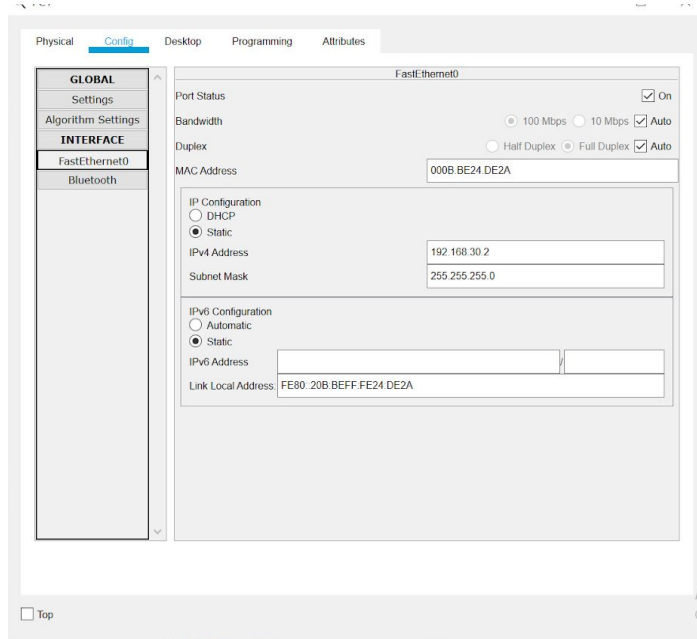 Physical Config Desktop Programming Attributes
GLOBAL
Settings
Algorithm Settings
INTERFACE
FastEthernet0
Bluetooth
FastEthernet0
Port Status On
Bandwidth 100 Mbps 10 Mbps Auto
Duplex Half Duplex Full Duplex Auto
MAC Address 000B.BE24.DE2A
IP Configuration
DHCP
Static
IPv4 Address 192.168.30.2
Subnet Mask 255.255.255.0
IPv6 Configuration
Automatic
Static
IPv6 Address /
Link Local Address: FE80::20B:BEFF:FE24:DE2A
Top